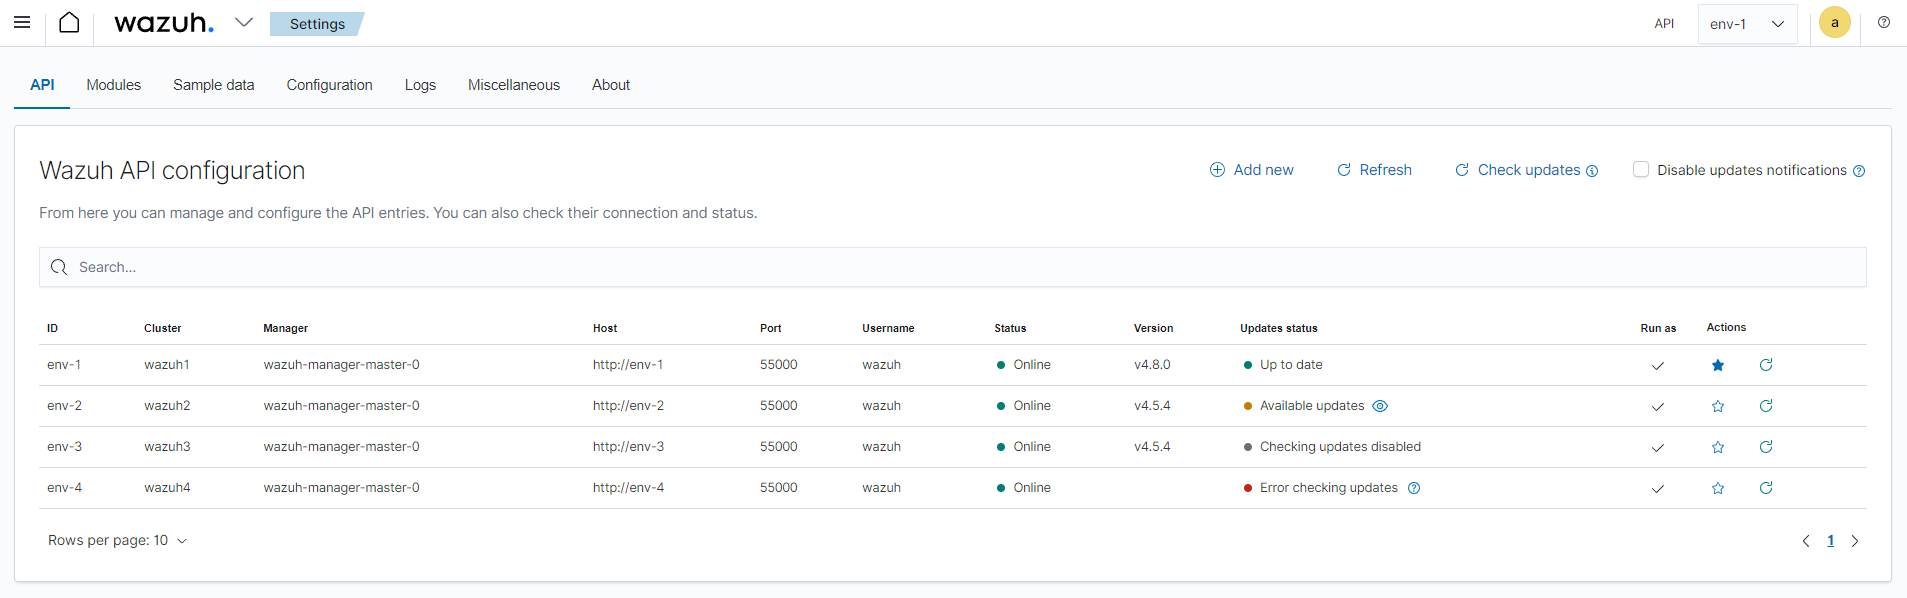 wazuh. Settings API env-1 a
API Modules Sample data Configuration Logs Miscellaneous About
Wazuh API configuration Add new Refresh Check updates Disable updates notifications
From here you can manage and configure the API entries. You can also check their connection and status.
Search...
ID Cluster Manager Host Port Username Status Version Updates status Run as Actions
env-1 wazuh1 wazuh-manager-master-0 http://env-1 55000 wazuh Online v4.8.0 Up to date
env-2 wazuh2 wazuh-manager-master-0 http://env-2 55000 wazuh Online v4.5.4 Available updates
env-3 wazuh3 wazuh-manager-master-0 http://env-3 55000 wazuh Online v4.5.4 Checking updates disabled
env-4 wazuh4 wazuh-manager-master-0 http://env-4 55000 wazuh Online Error checking updates
Rows per page: 10 1